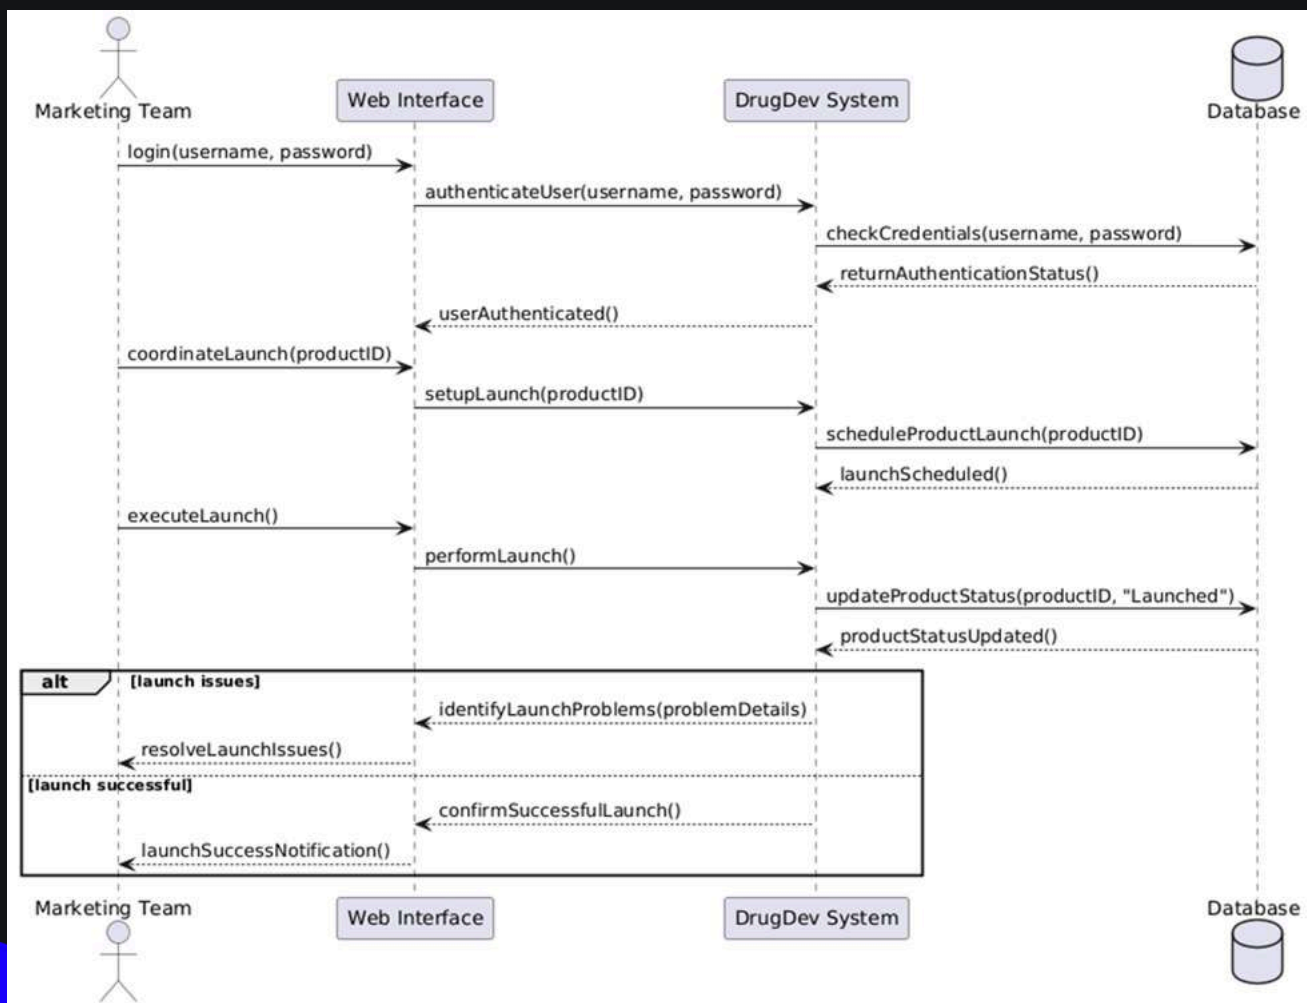 Marketing Team
Web Interface
DrugDev System
Database
login(username, password)
authenticateUser(username, password)
checkCredentials(username, password)
returnAuthenticationStatus()
userAuthenticated()
coordinateLaunch(productID)
setupLaunch(productID)
scheduleProductLaunch(productID)
launchScheduled()
executeLaunch()
performLaunch()
updateProductStatus(productID, "Launched")
productStatusUpdated()
alt [launch issues]
identifyLaunchProblems(problemDetails)
resolveLaunchIssues()
[launch successful]
confirmSuccessfulLaunch()
launchSuccessNotification()
Marketing Team
Web Interface
DrugDev System
Database